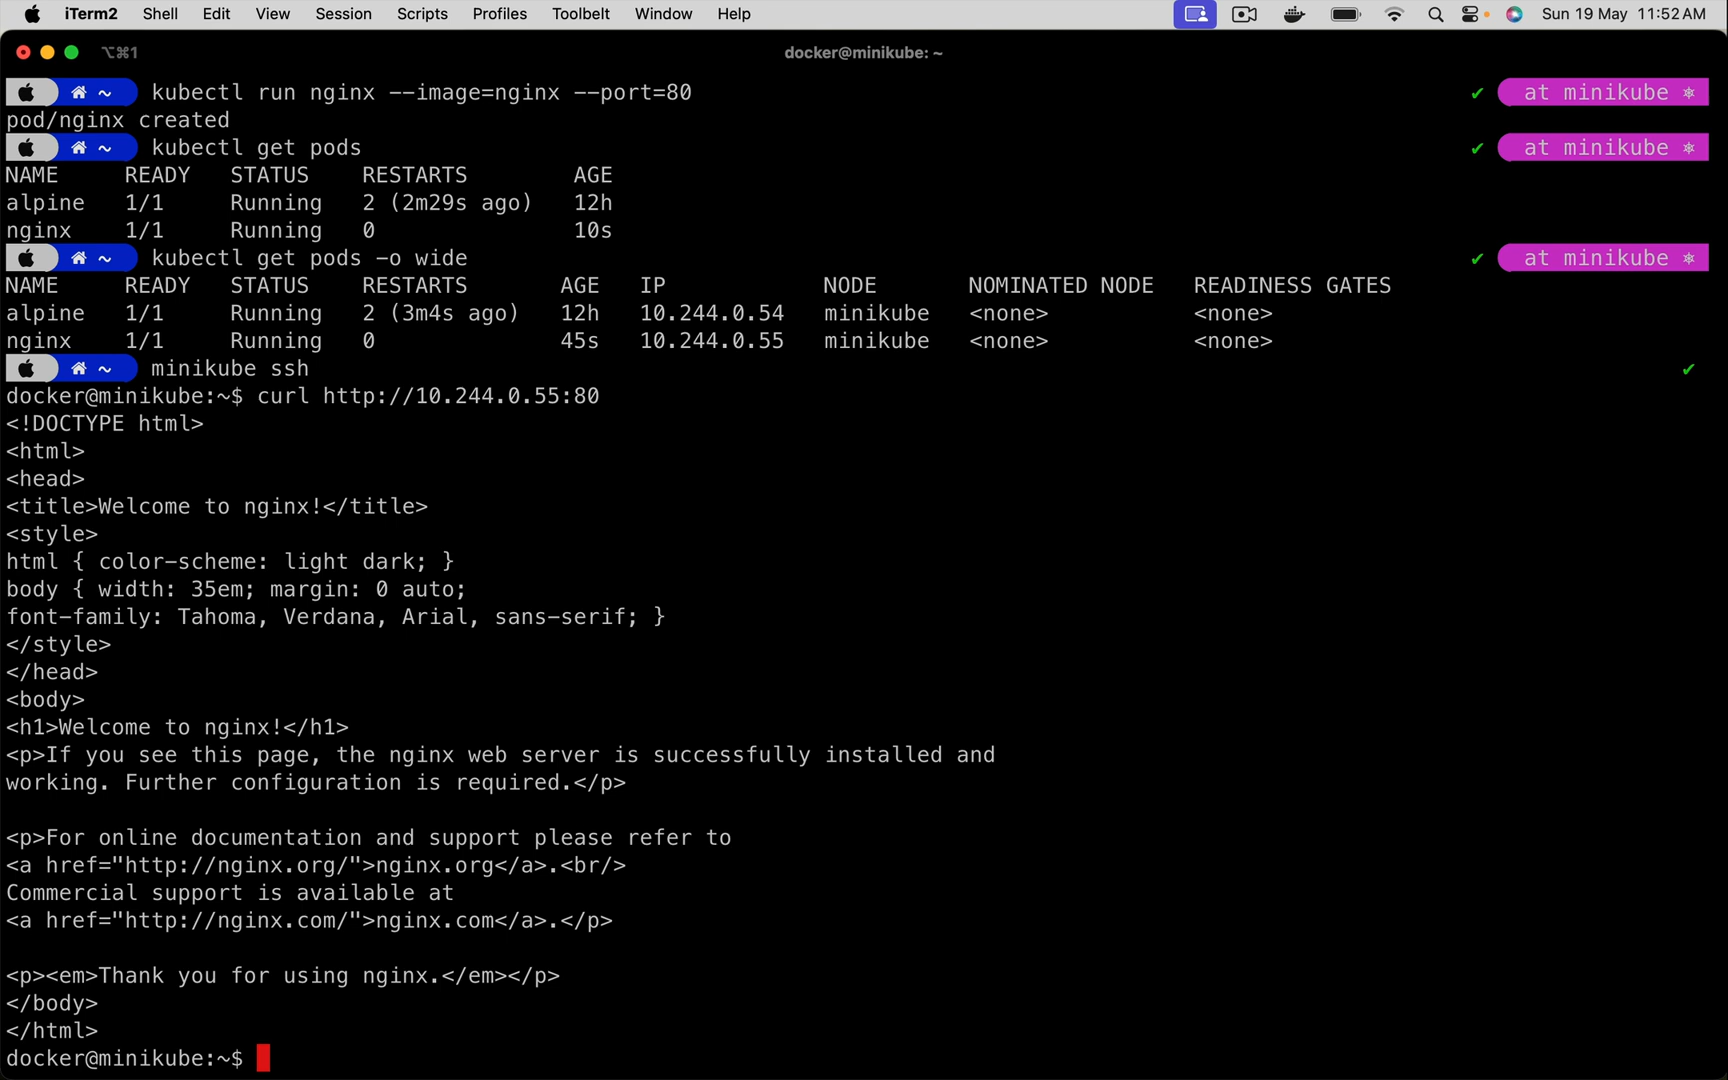 iTerm2 Shell Edit View Session Scripts Profiles Toolbelt Window Help Sun 19 May 11:52 AM
⌥⌘1 docker@minikube: ~
~ kubectl run nginx --image=nginx --port=80 ✔ at minikube ⎈
pod/nginx created
~ kubectl get pods ✔ at minikube ⎈
NAME READY STATUS RESTARTS AGE
alpine 1/1 Running 2 (2m29s ago) 12h
nginx 1/1 Running 0 10s
~ kubectl get pods -o wide ✔ at minikube ⎈
NAME READY STATUS RESTARTS AGE IP NODE NOMINATED NODE READINESS GATES
alpine 1/1 Running 2 (3m4s ago) 12h 10.244.0.54 minikube <none> <none>
nginx 1/1 Running 0 45s 10.244.0.55 minikube <none> <none>
~ minikube ssh ✔
docker@minikube:~$ curl http://10.244.0.55:80
<!DOCTYPE html>
<html>
<head>
<title>Welcome to nginx!</title>
<style>
html { color-scheme: light dark; }
body { width: 35em; margin: 0 auto;
font-family: Tahoma, Verdana, Arial, sans-serif; }
</style>
</head>
<body>
<h1>Welcome to nginx!</h1>
<p>If you see this page, the nginx web server is successfully installed and
working. Further configuration is required.</p>
<p>For online documentation and support please refer to
<a href="http://nginx.org/">nginx.org</a>.<br/>
Commercial support is available at
<a href="http://nginx.com/">nginx.com</a>.</p>
<p><em>Thank you for using nginx.</em></p>
</body>
</html>
docker@minikube:~$